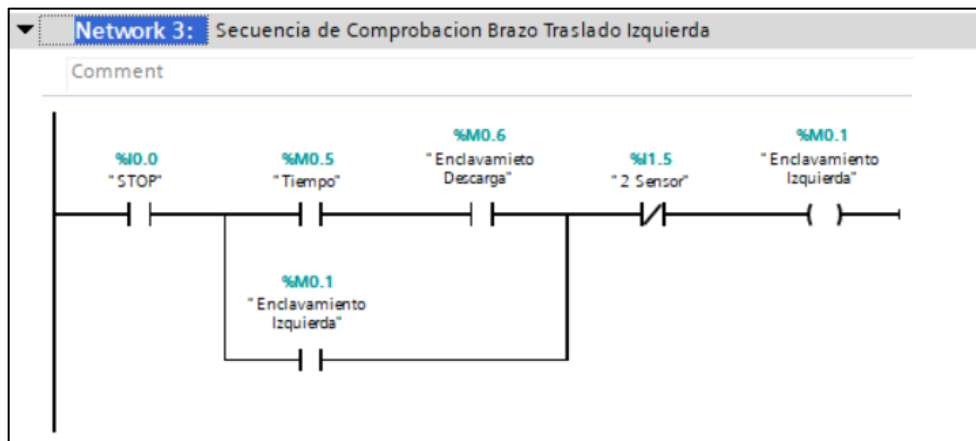 Network 3: Secuencia de Comprobacion Brazo Traslado Izquierda
Comment
%I0.0
"STOP"
%M0.5
"Tiempo"
%M0.6
"Enclavamieto
Descarga"
%I1.5
"2 Sensor"
%M0.1
"Enclavamiento
Izquierda"
%M0.1
"Enclavamiento
Izquierda"